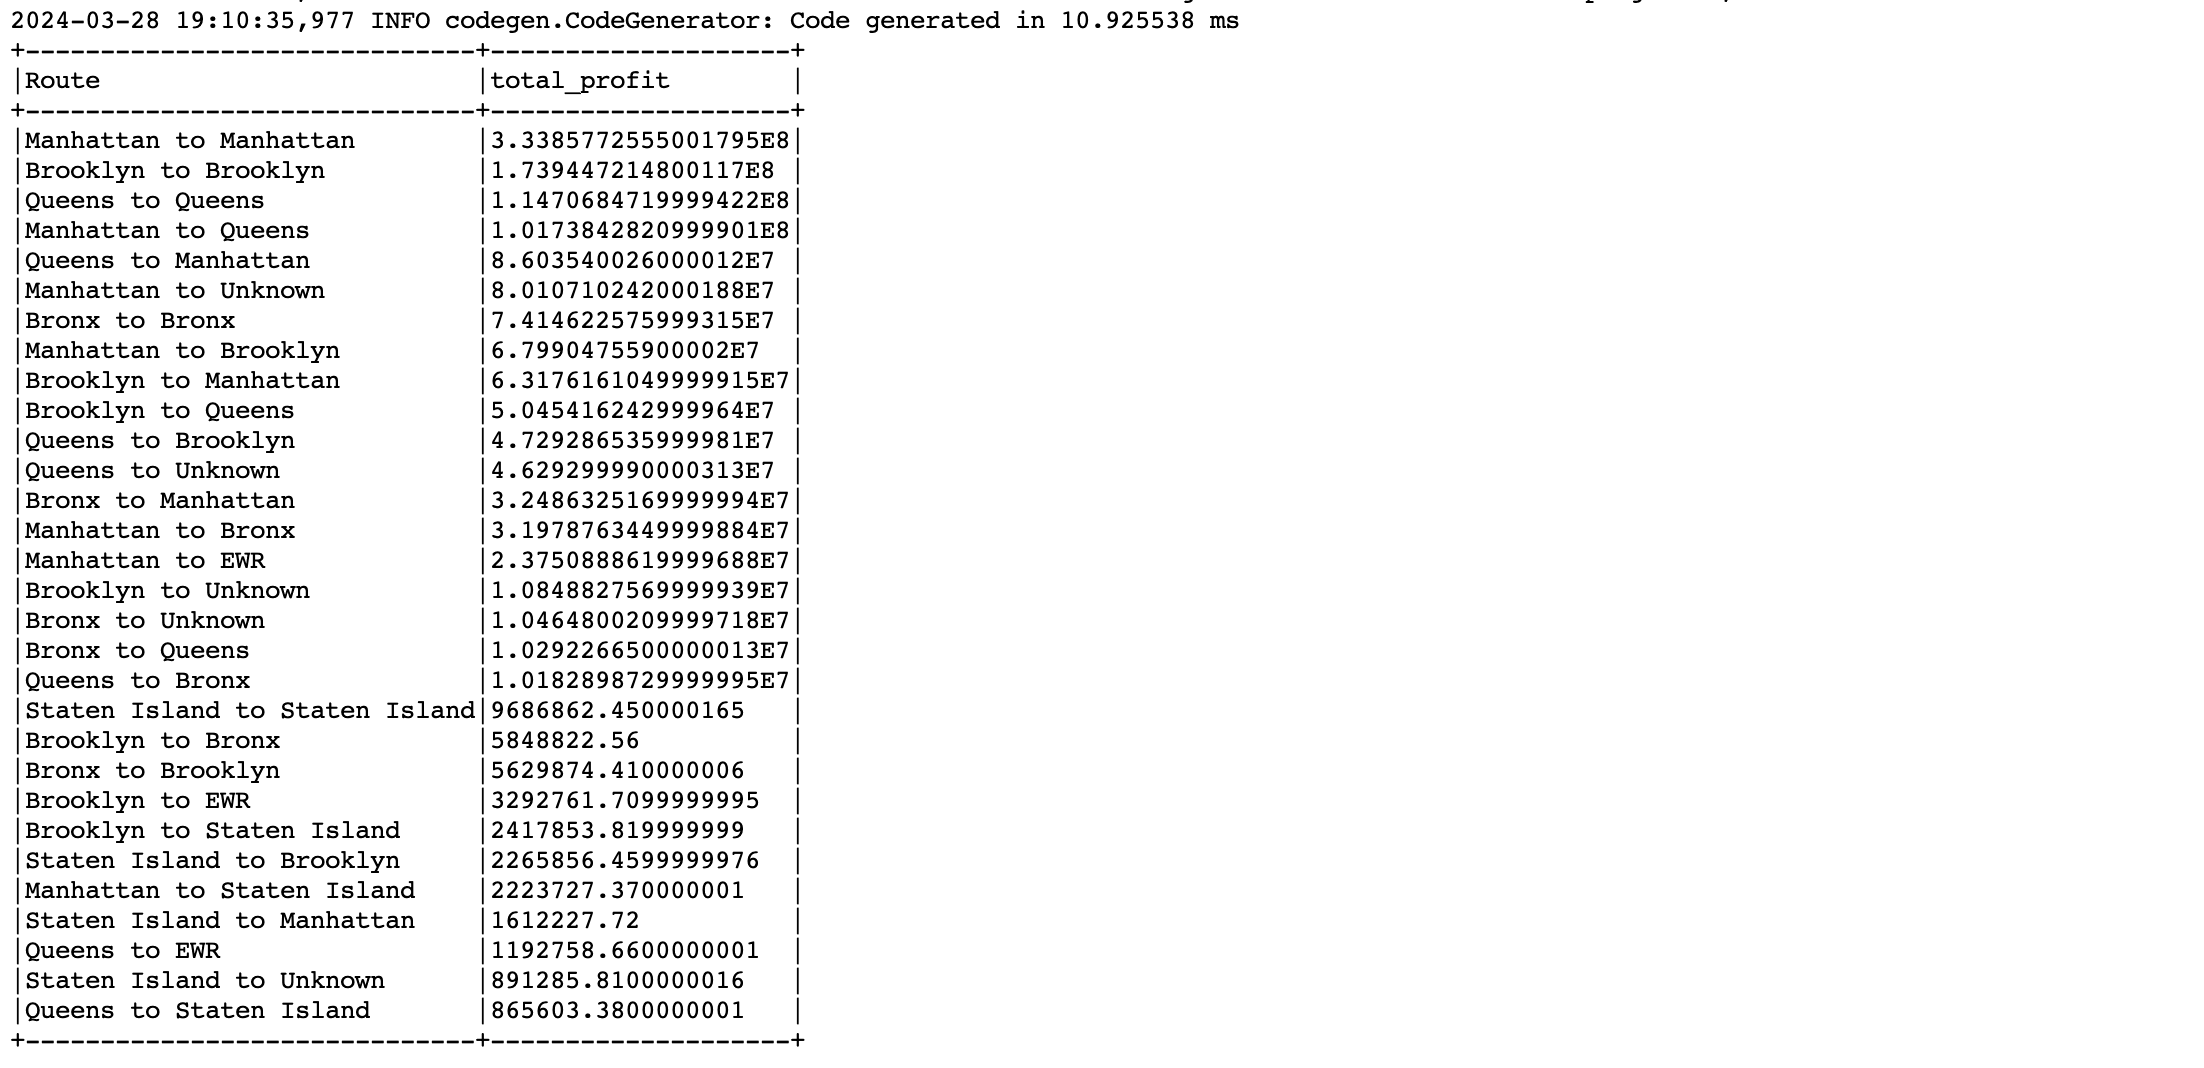 2024-03-28 19:10:35,977 INFO codegen.CodeGenerator: Code generated in 10.925538 ms
+------------------------------+--------------------+
|Route                         |total_profit        |
+------------------------------+--------------------+
|Manhattan to Manhattan        |3.3385772555001795E8|
|Brooklyn to Brooklyn          |1.739447214800117E8 |
|Queens to Queens              |1.1470684719999422E8|
|Manhattan to Queens           |1.0173842820999901E8|
|Queens to Manhattan           |8.603540026000012E7 |
|Manhattan to Unknown          |8.010710242000188E7 |
|Bronx to Bronx                |7.414622575999315E7 |
|Manhattan to Brooklyn         |6.79904755900002E7  |
|Brooklyn to Manhattan         |6.3176161049999915E7|
|Brooklyn to Queens            |5.045416242999964E7 |
|Queens to Brooklyn            |4.729286535999981E7 |
|Queens to Unknown             |4.629299990000313E7 |
|Bronx to Manhattan            |3.2486325169999994E7|
|Manhattan to Bronx            |3.1978763449999884E7|
|Manhattan to EWR              |2.3750888619999688E7|
|Brooklyn to Unknown           |1.0848827569999939E7|
|Bronx to Unknown              |1.0464800209999718E7|
|Bronx to Queens               |1.0292266500000013E7|
|Queens to Bronx               |1.0182898729999995E7|
|Staten Island to Staten Island|9686862.450000165   |
|Brooklyn to Bronx             |5848822.56          |
|Bronx to Brooklyn             |5629874.410000006   |
|Brooklyn to EWR               |3292761.7099999995  |
|Brooklyn to Staten Island     |2417853.819999999   |
|Staten Island to Brooklyn     |2265856.4599999976  |
|Manhattan to Staten Island    |2223727.370000001   |
|Staten Island to Manhattan    |1612227.72          |
|Queens to EWR                 |1192758.6600000001  |
|Staten Island to Unknown      |891285.8100000016   |
|Queens to Staten Island       |865603.3800000001   |
+------------------------------+--------------------+